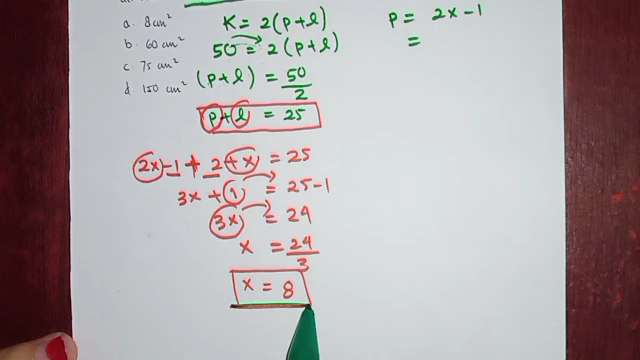 a. 8 cm²
b. 60 cm²
c. 75 cm²
d. 150 cm²
K = 2(p+l)
50 = 2(p+l)
(p+l) = 50/2
p+l = 25
2x-1 + 2+x = 25
3x + 1 = 25-1
3x = 24
x = 24/3
x = 8
p = 2x-1
=